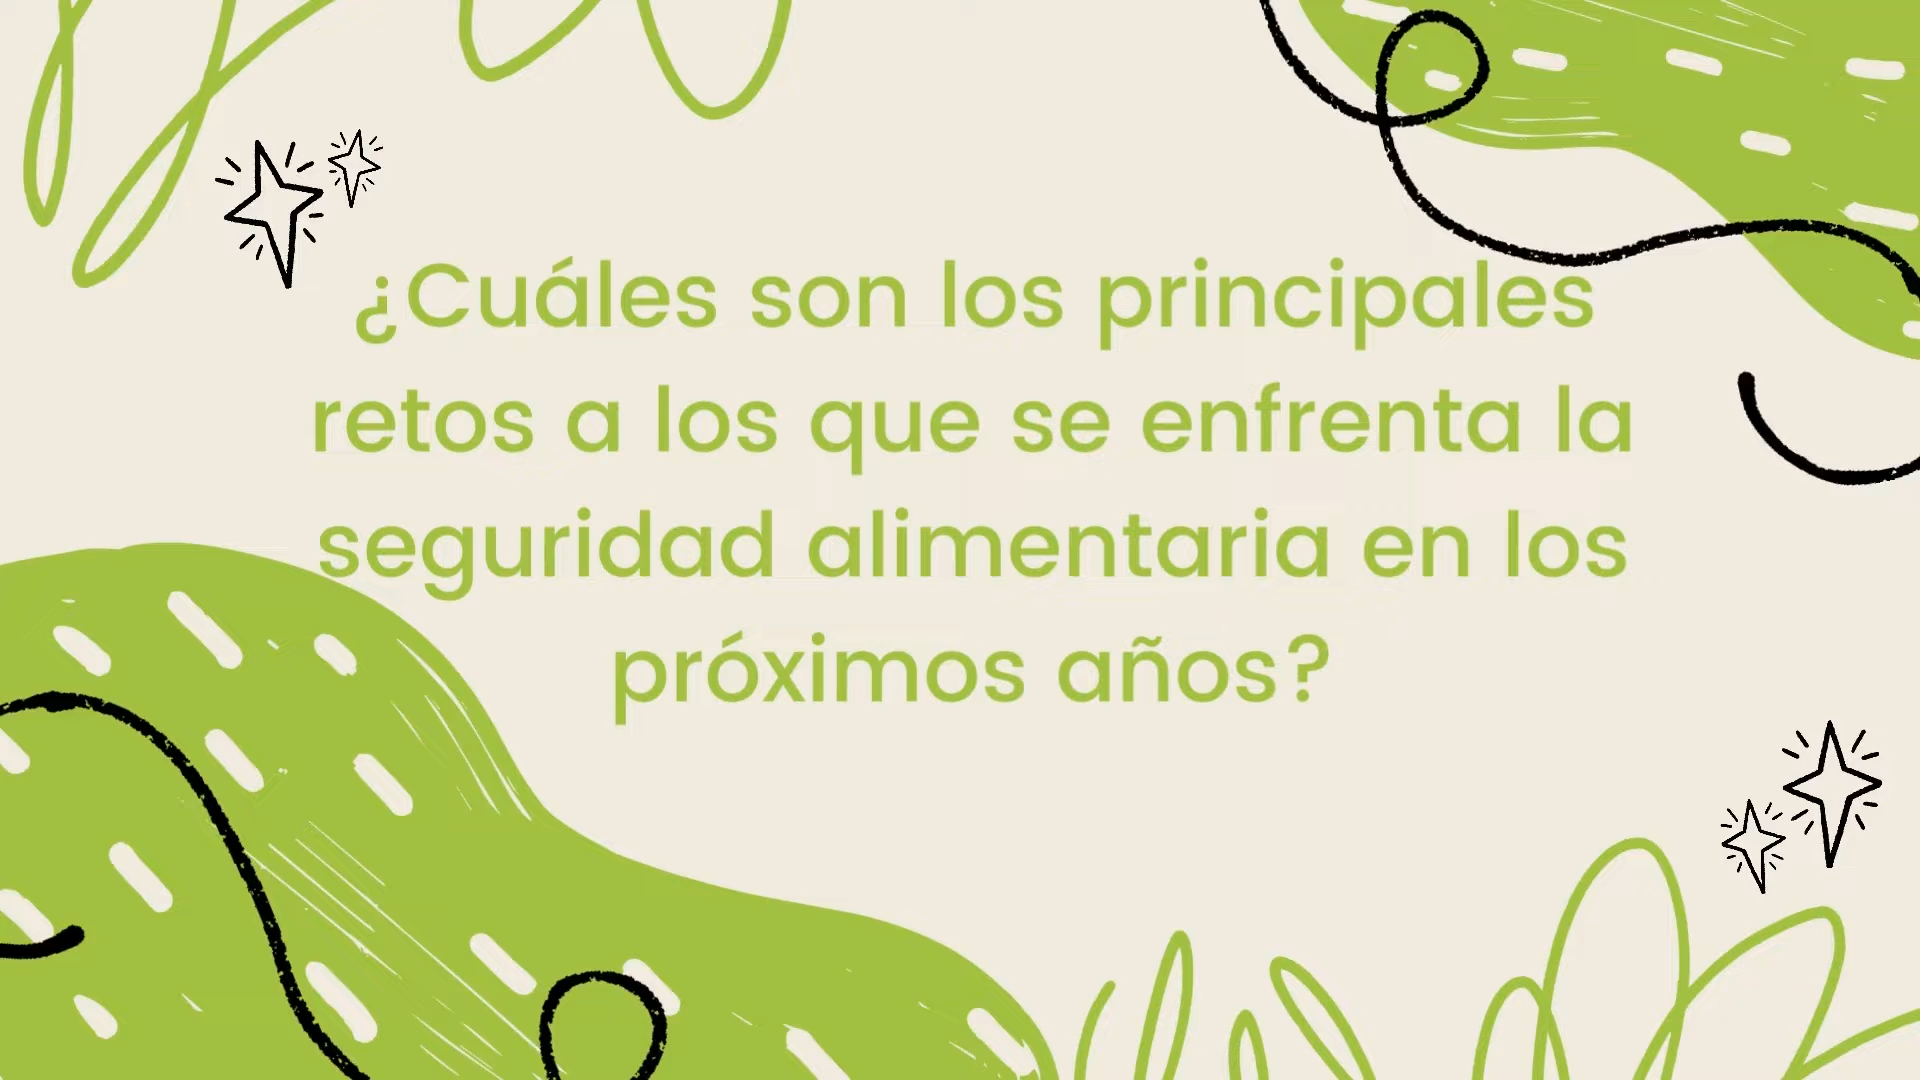 ¿Cuáles son los principales
retos a los que se enfrenta la
seguridad alimentaria en los
próximos años?